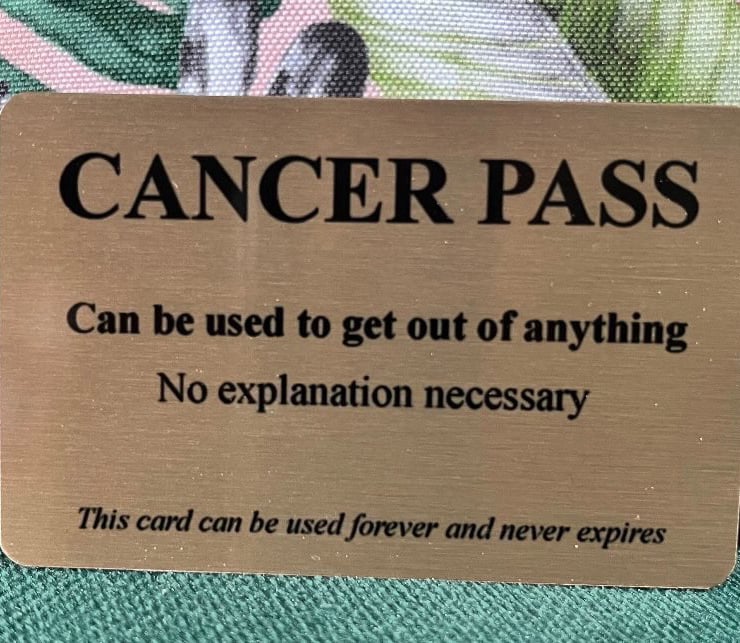 CANCER PASS
Can be used to get out of anything
No explanation necessary
This card can be used forever and never expires